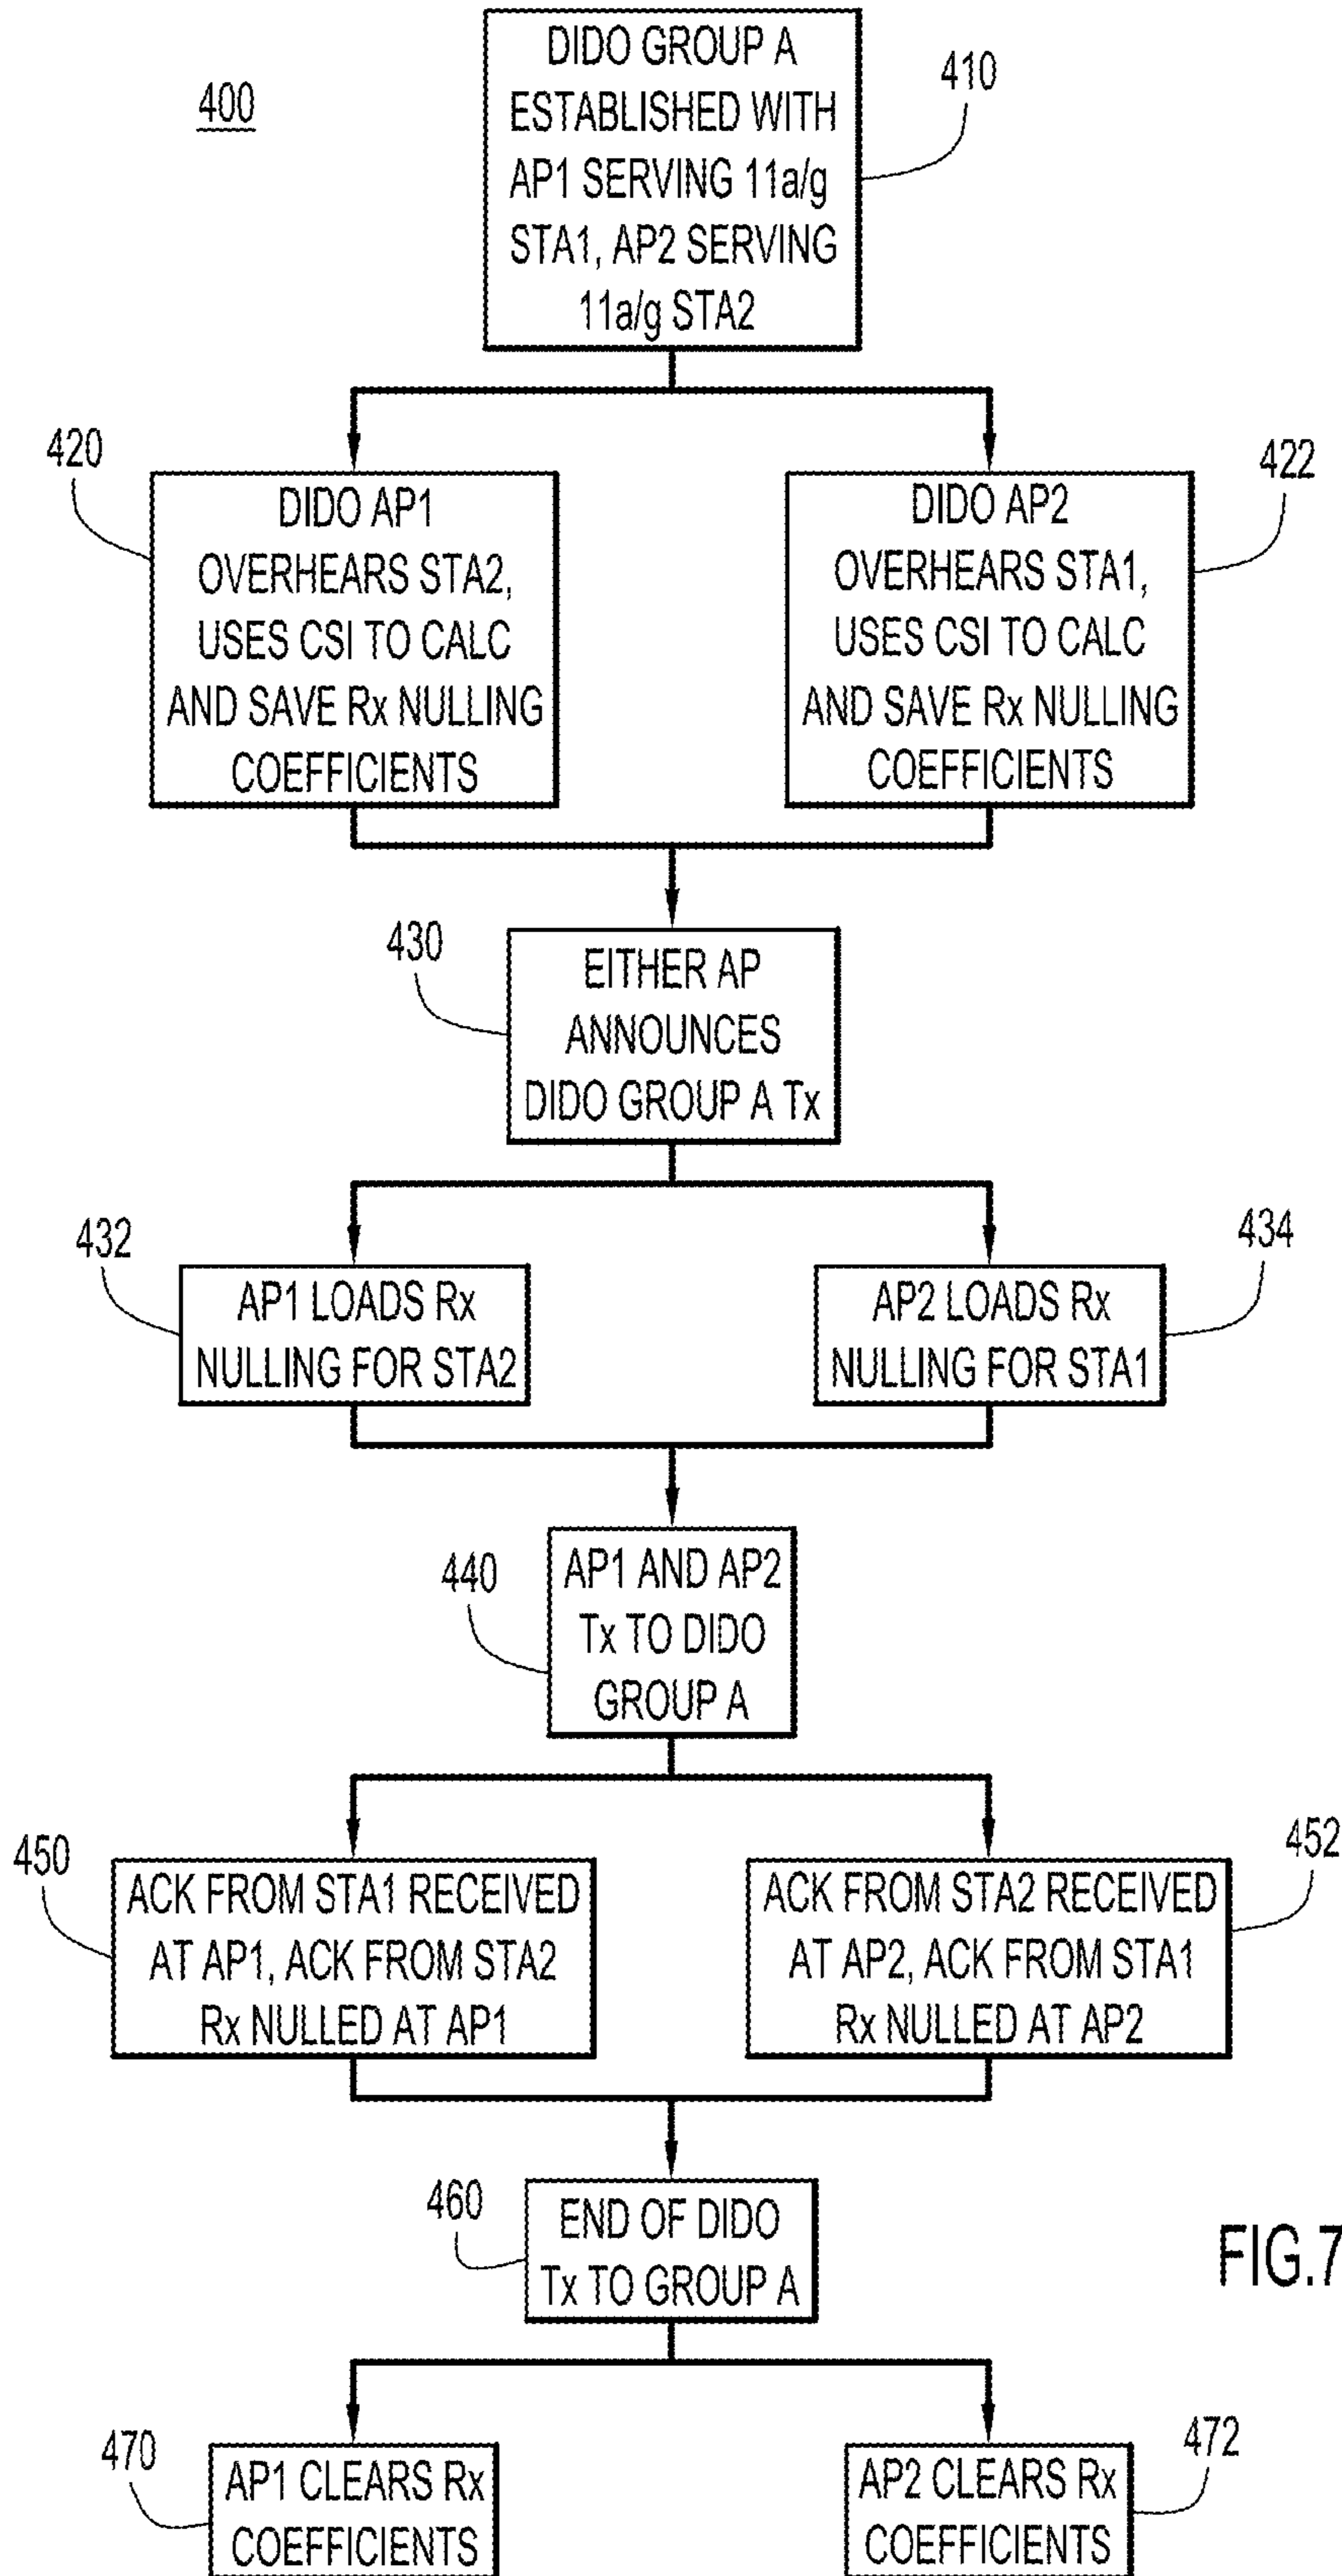 400
DIDO GROUP A
ESTABLISHED WITH
AP1 SERVING 11a/g
STA1, AP2 SERVING
11a/g STA2
410
420
DIDO AP1
OVERHEARS STA2,
USES CSI TO CALC
AND SAVE Rx NULLING
COEFFICIENTS
DIDO AP2
OVERHEARS STA1,
USES CSI TO CALC
AND SAVE Rx NULLING
COEFFICIENTS
422
430
EITHER AP
ANNOUNCES
DIDO GROUP A Tx
432
AP1 LOADS Rx
NULLING FOR STA2
AP2 LOADS Rx
NULLING FOR STA1
434
440
AP1 AND AP2
Tx TO DIDO
GROUP A
450
ACK FROM STA1 RECEIVED
AT AP1, ACK FROM STA2
Rx NULLED AT AP1
ACK FROM STA2 RECEIVED
AT AP2, ACK FROM STA1
Rx NULLED AT AP2
452
460
END OF DIDO
Tx TO GROUP A
FIG.7
470
AP1 CLEARS Rx
COEFFICIENTS
AP2 CLEARS Rx
COEFFICIENTS
472